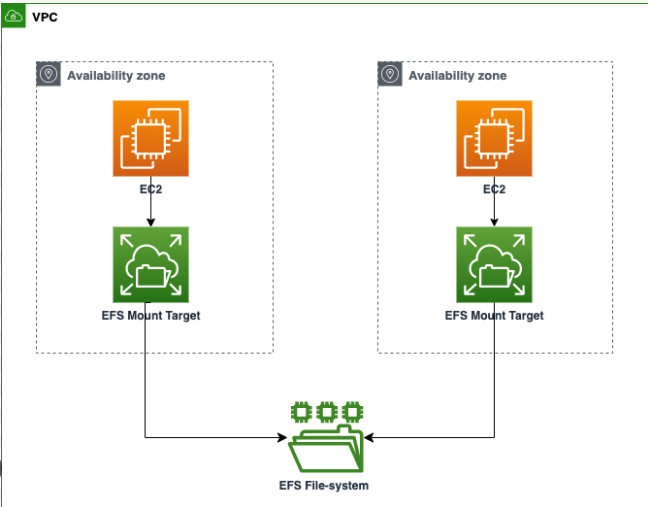 VPC
Availability zone
Availability zone
EC2
EC2
EFS Mount Target
EFS Mount Target
EFS File-system